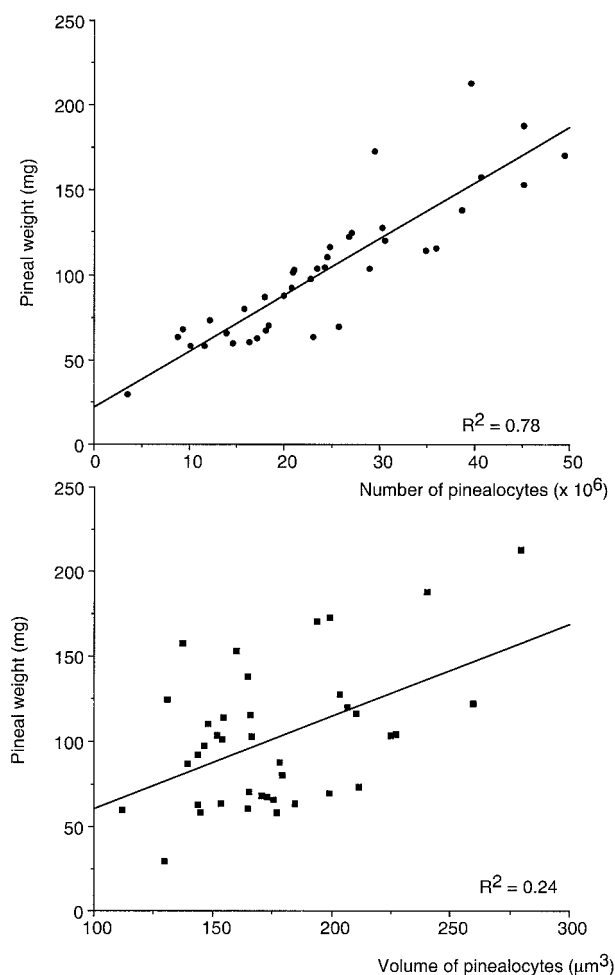 250
200
150
100
50
0
Pineal weight (mg)
R² = 0.78
0 10 20 30 40 50
Number of pinealocytes (x 10⁶)
250
200
150
100
50
0
Pineal weight (mg)
R² = 0.24
100 150 200 250 300
Volume of pinealocytes (μm³)